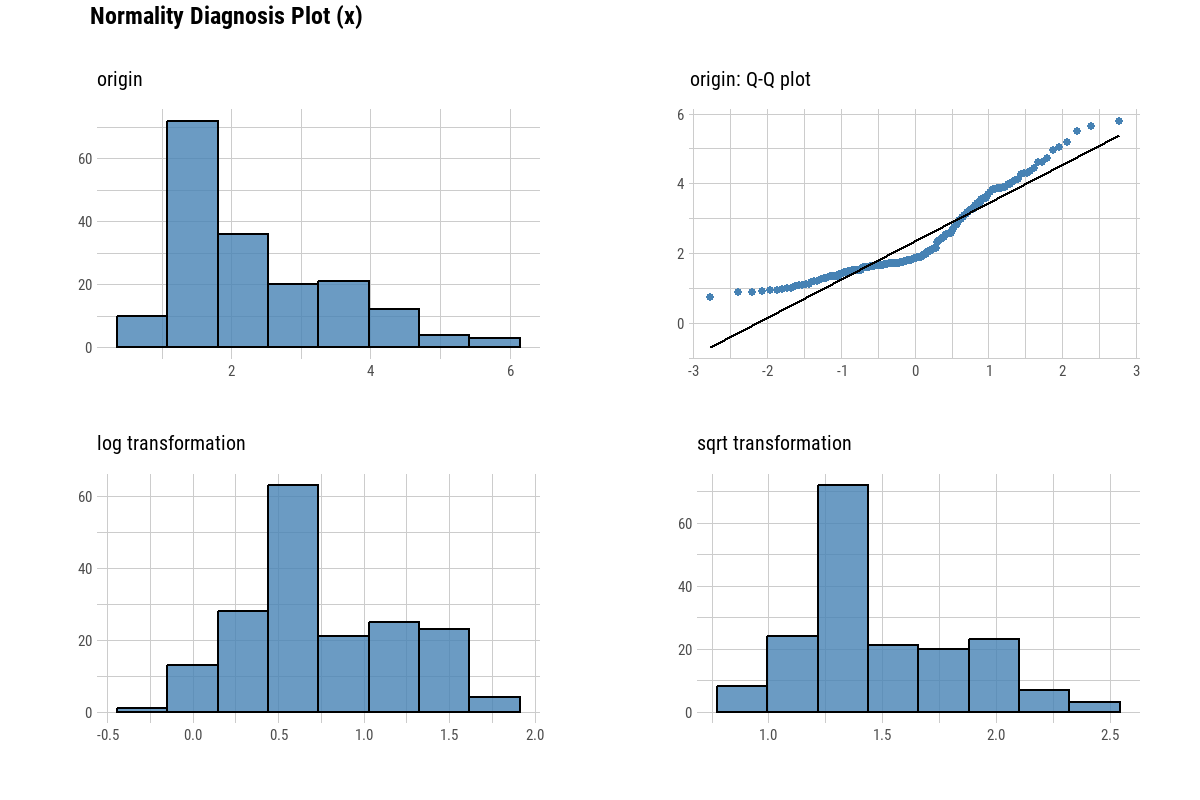 Normality Diagnosis Plot (x)
origin
60
40
20
0
2 4 6
origin: Q-Q plot
6
4
2
0
-3 -2 -1 0 1 2 3
log transformation
60
40
20
0
-0.5 0.0 0.5 1.0 1.5 2.0
sqrt transformation
60
40
20
0
1.0 1.5 2.0 2.5